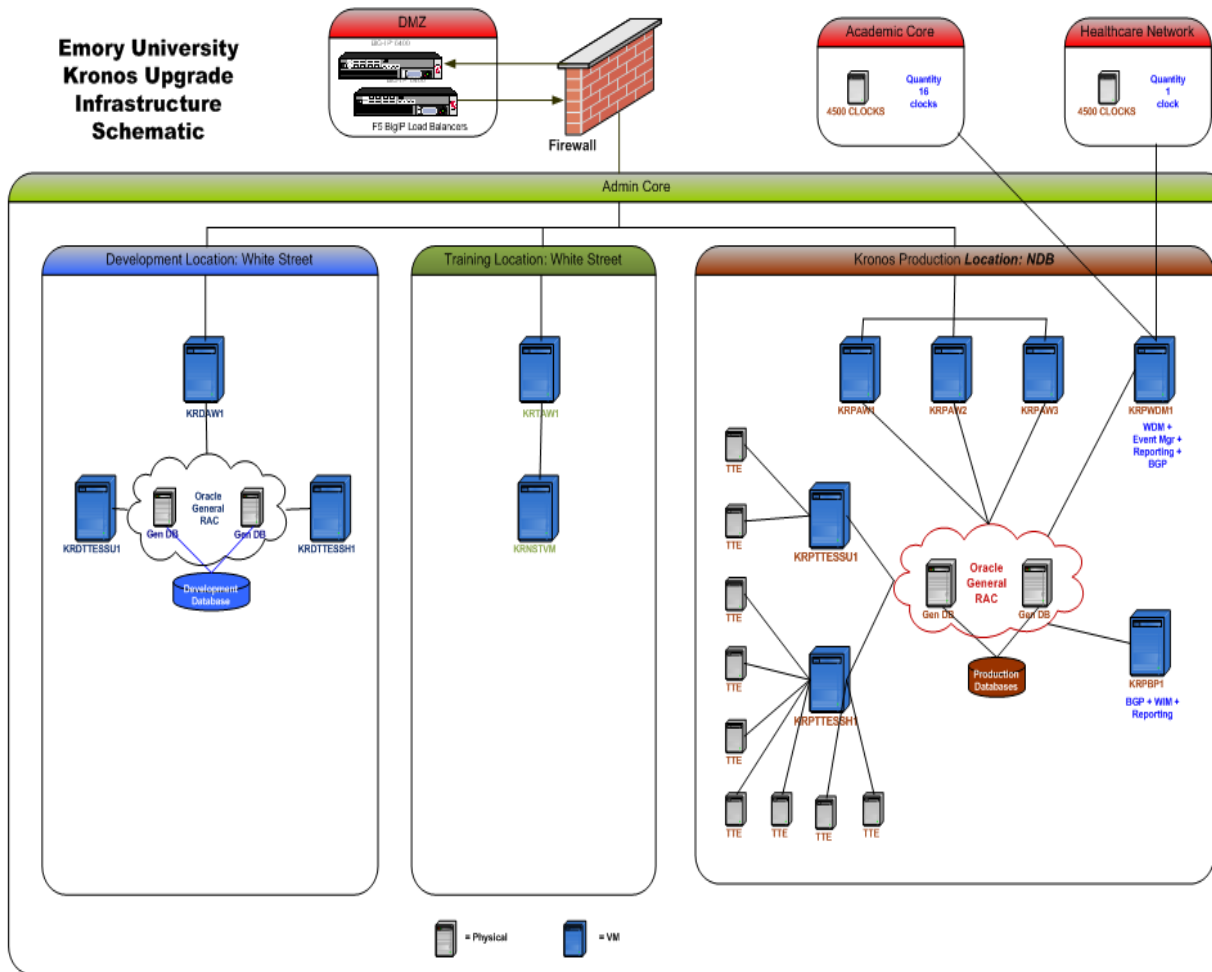 Emory University
Kronos Upgrade
Infrastructure
Schematic
DMZ
BIG-IP 6400
F5 BigIP Load Balancers
Firewall
Academic Core
Quantity
16
clocks
4500 CLOCKS
Healthcare Network
Quantity
1
clock
4500 CLOCKS
Admin Core
Development Location: White Street
KRDAW1
Oracle
General
RAC
Gen DB
Gen DB
KRDTTESSU1
KRDTTESSH1
Development
Database
Training Location: White Street
KRTAW1
KRNSTVM
Kronos Production Location: NDB
KRPAW1
KRPAW2
KRPAW3
KRPWDM1
WDM +
Event Mgr +
Reporting +
BGP
TTE
TTE
KRPTTESSU1
TTE
TTE
TTE
KRPTTESSH1
TTE
TTE
TTE
TTE
Oracle
General
RAC
Gen DB
Gen DB
Production
Databases
KRPBP1
BGP + WIM +
Reporting
= Physical
= VM